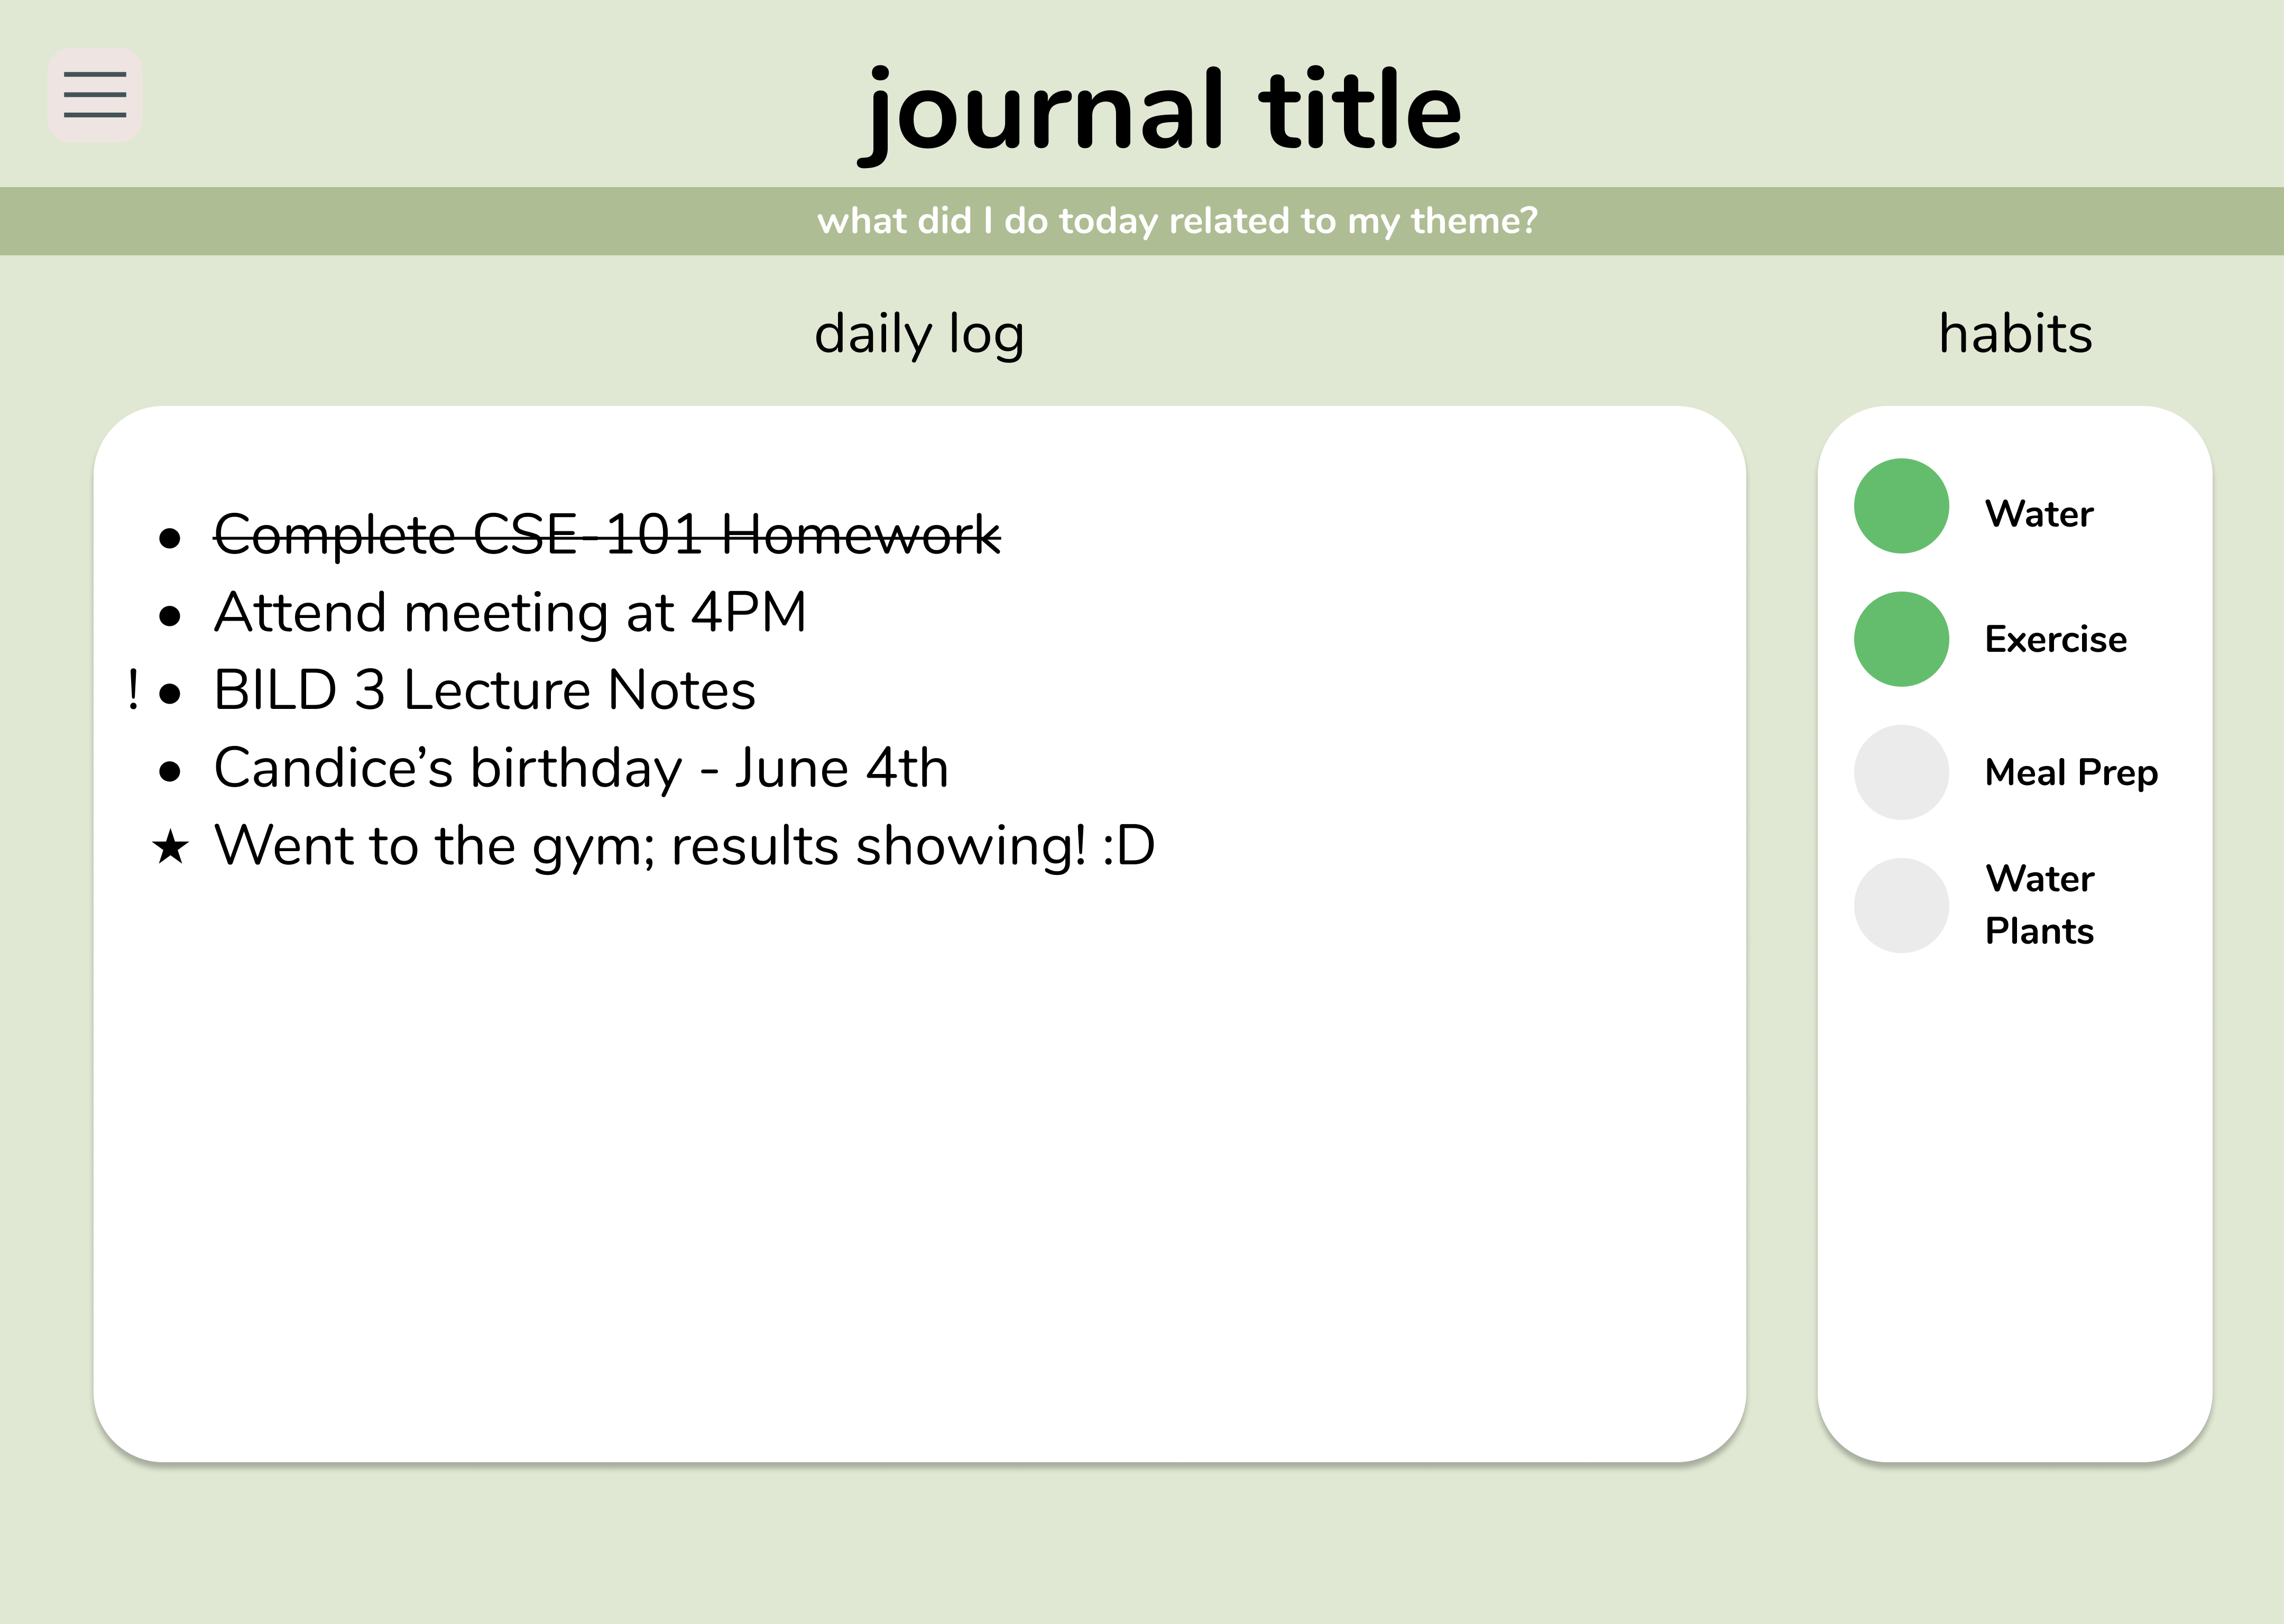 journal title
what did I do today related to my theme?
daily log
● Complete CSE-101 Homework
● Attend meeting at 4PM
! ● BILD 3 Lecture Notes
● Candice’s birthday - June 4th
★ Went to the gym; results showing! :D
habits
Water
Exercise
Meal Prep
Water
Plants